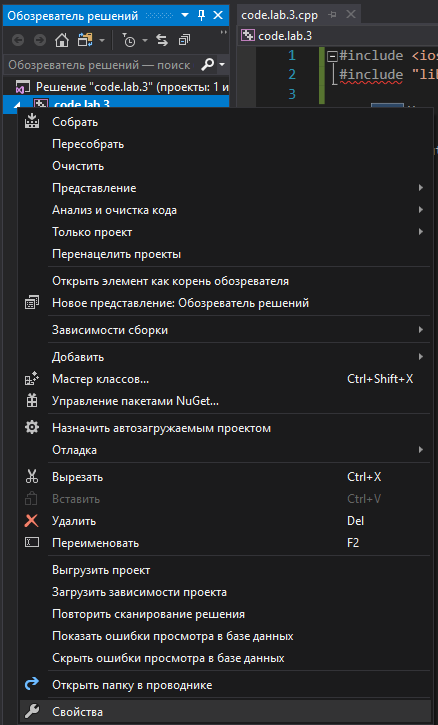 Обозреватель решений
code.lab.3.cpp
code.lab.3
Обозреватель решений — поиск
1 #include <ios
2 #include "lib
3
Решение "code.lab.3" (проекты: 1 и
code.lab.3
Собрать
Пересобрать
Очистить
Представление
Анализ и очистка кода
Только проект
Перенацелить проекты
Открыть элемент как корень обозревателя
Новое представление: Обозреватель решений
Зависимости сборки
Добавить
Мастер классов... Ctrl+Shift+X
Управление пакетами NuGet...
Назначить автозагружаемым проектом
Отладка
Вырезать Ctrl+X
Вставить Ctrl+V
Удалить Del
Переименовать F2
Выгрузить проект
Загрузить зависимости проекта
Повторить сканирование решения
Показать ошибки просмотра в базе данных
Скрыть ошибки просмотра в базе данных
Открыть папку в проводнике
Свойства